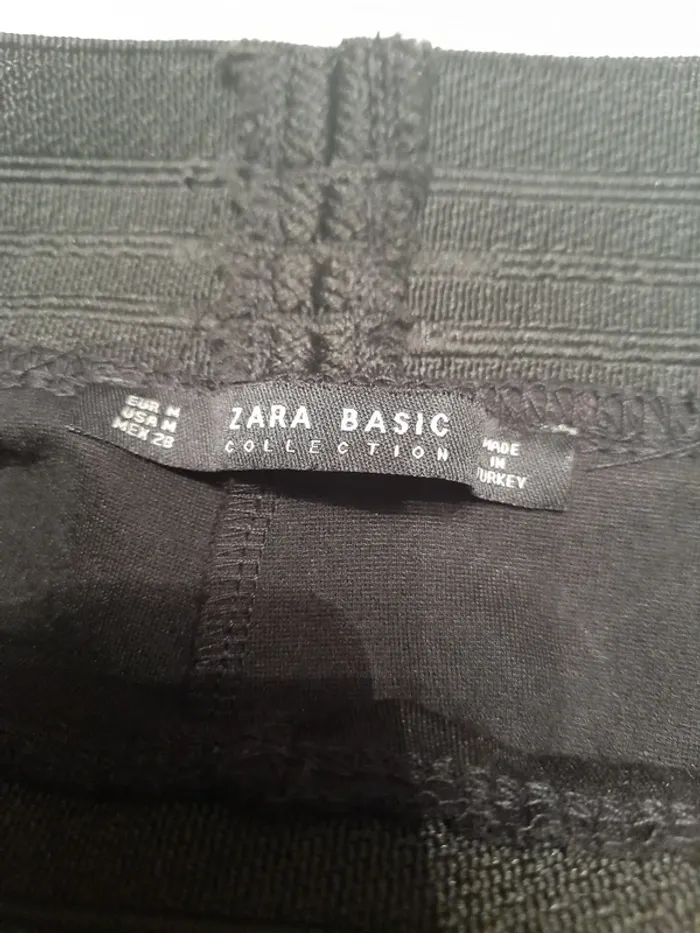 EUR M
USA M
MEX 28
ZARA BASIC
COLLECTION
MADE
IN
TURKEY